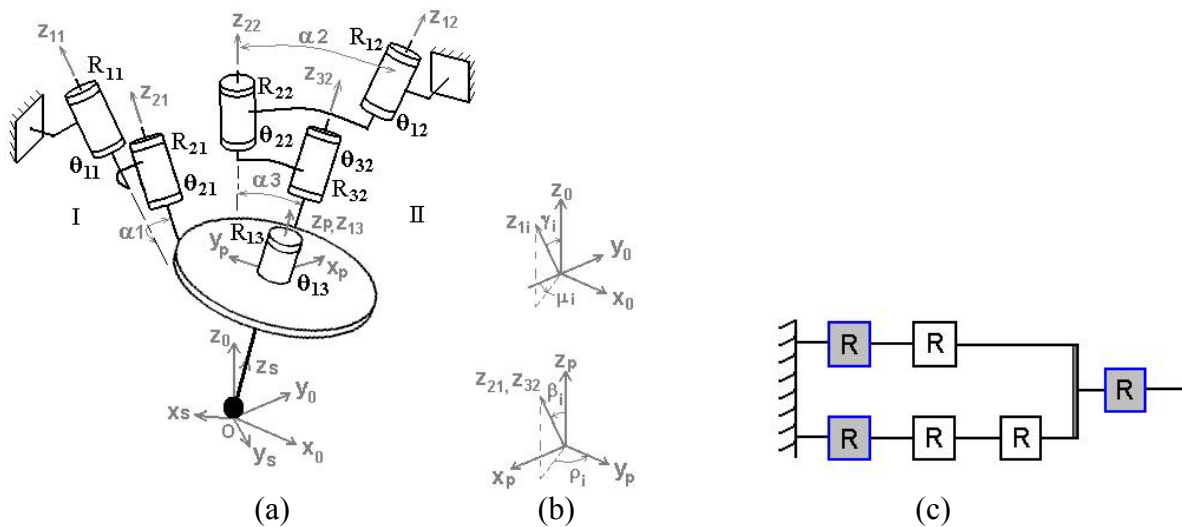 z22
z12
α2
R12
z11
R11
z32
z21
R22
R21
θ22
θ12
θ11
θ32
θ21
R32
I
α3
II
α1
zP, z13
R13
yp
xp
θ13
z0
zs
y0
xs
O
x0
ys
z0
z1i
γi
y0
μi
x0
zp
z21, z32
βi
xp
ρi
yp
R
R
R
R
R
R
(a)
(b)
(c)